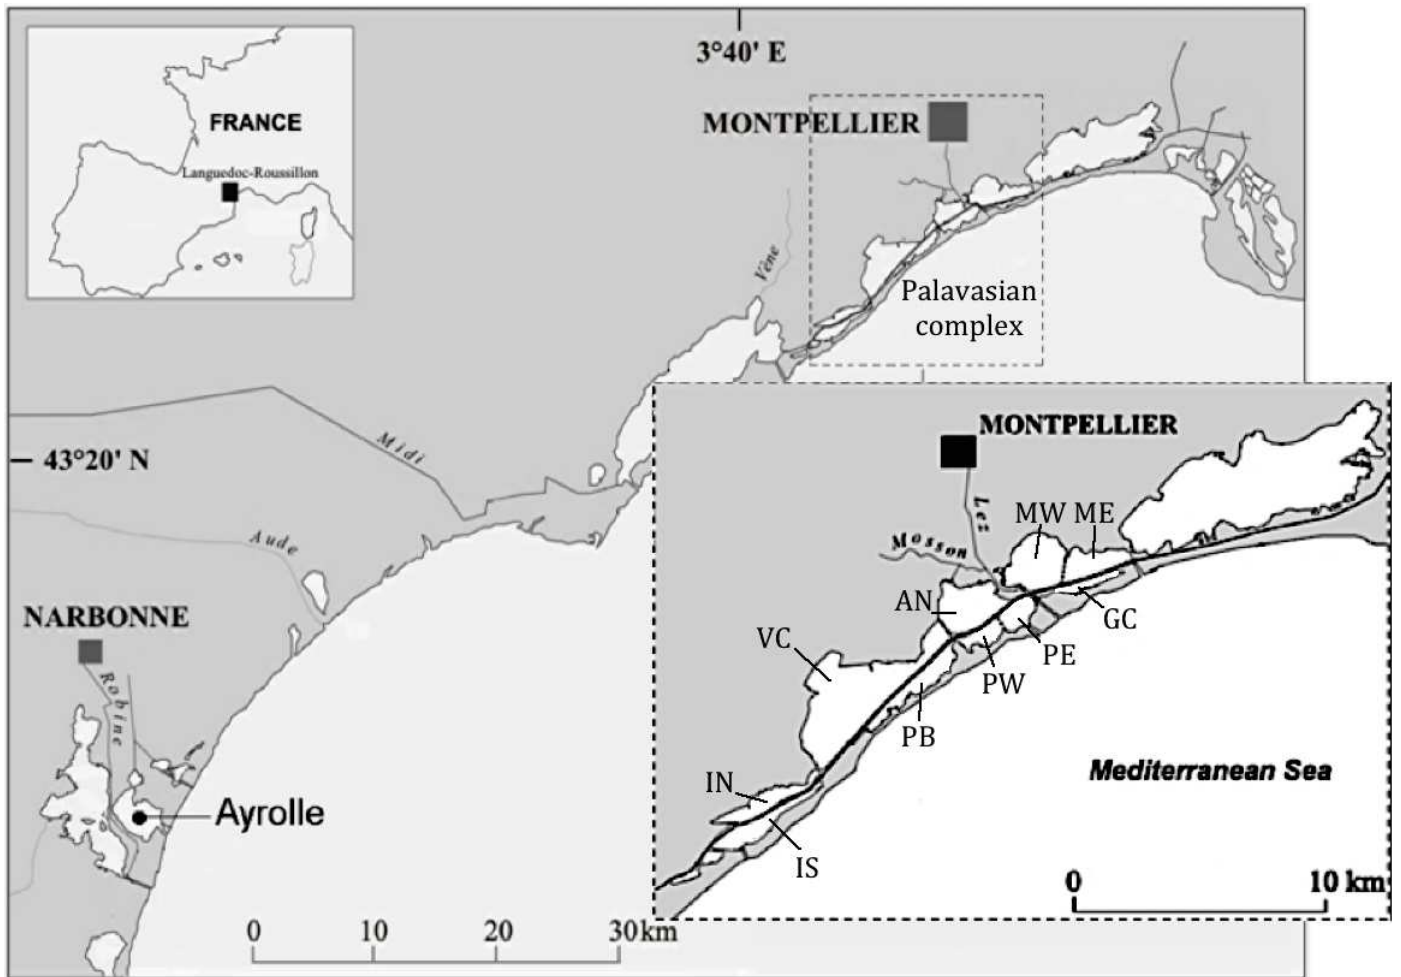 3°40' E
FRANCE
Languedoc-Roussillon
MONTPELLIER
Vène
Palavasian
complex
Midi
43°20' N
Aude
NARBONNE
Robine
Ayrolle
0 10 20 30km
MONTPELLIER
Lez
Mosson
MW ME
AN
GC
VC
PE
PW
PB
IN
IS
Mediterranean Sea
0 10 km